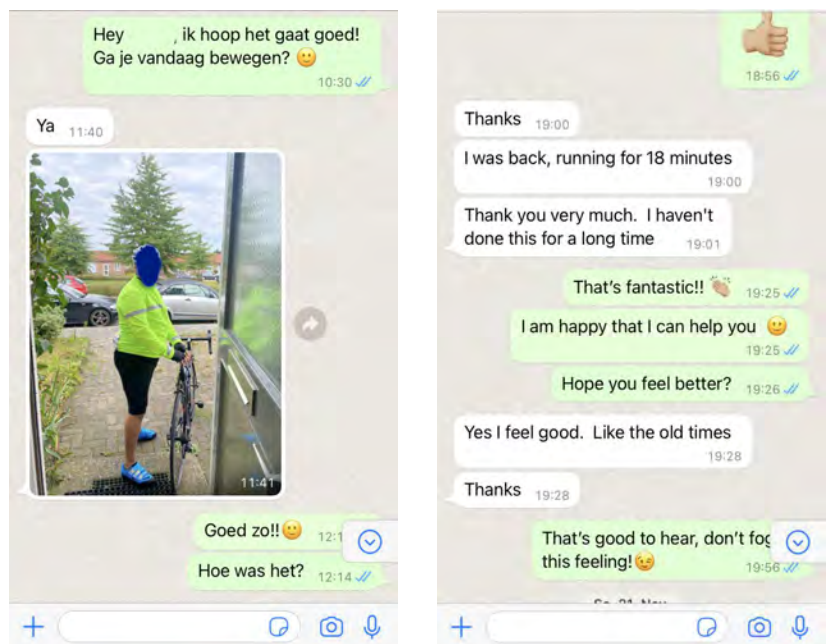 Hey , ik hoop het gaat goed!
Ga je vandaag bewegen? 🙂
10:30
Ya 11:40
11:41
Goed zo!! 🙂
Hoe was het? 12:14
18:56
Thanks 19:00
I was back, running for 18 minutes
19:00
Thank you very much. I haven't
done this for a long time 19:01
That's fantastic!! 👏🏼 19:25
I am happy that I can help you 🙂
19:25
Hope you feel better? 19:26
Yes I feel good. Like the old times
19:28
Thanks 19:28
That's good to hear, don't
this feeling! 😉 19:56